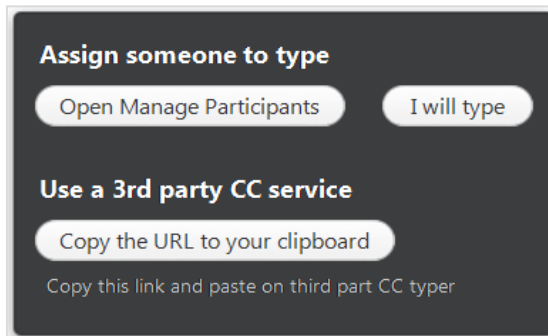 Assign someone to type
Open Manage Participants I will type
Use a 3rd party CC service
Copy the URL to your clipboard
Copy this link and paste on third part CC typer